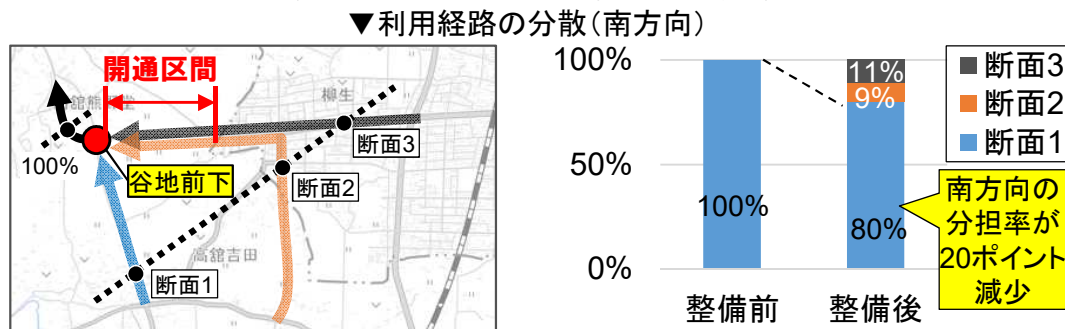 ▼利用経路の分散(南方向)
開通区間
柳生
断面3
100%
谷地前下
断面2
高舘吉田
断面1
100%
50%
0%
100%
11%
9%
80%
整備前
整備後
断面3
断面2
断面1
南方向の
分担率が
20ポイント
減少